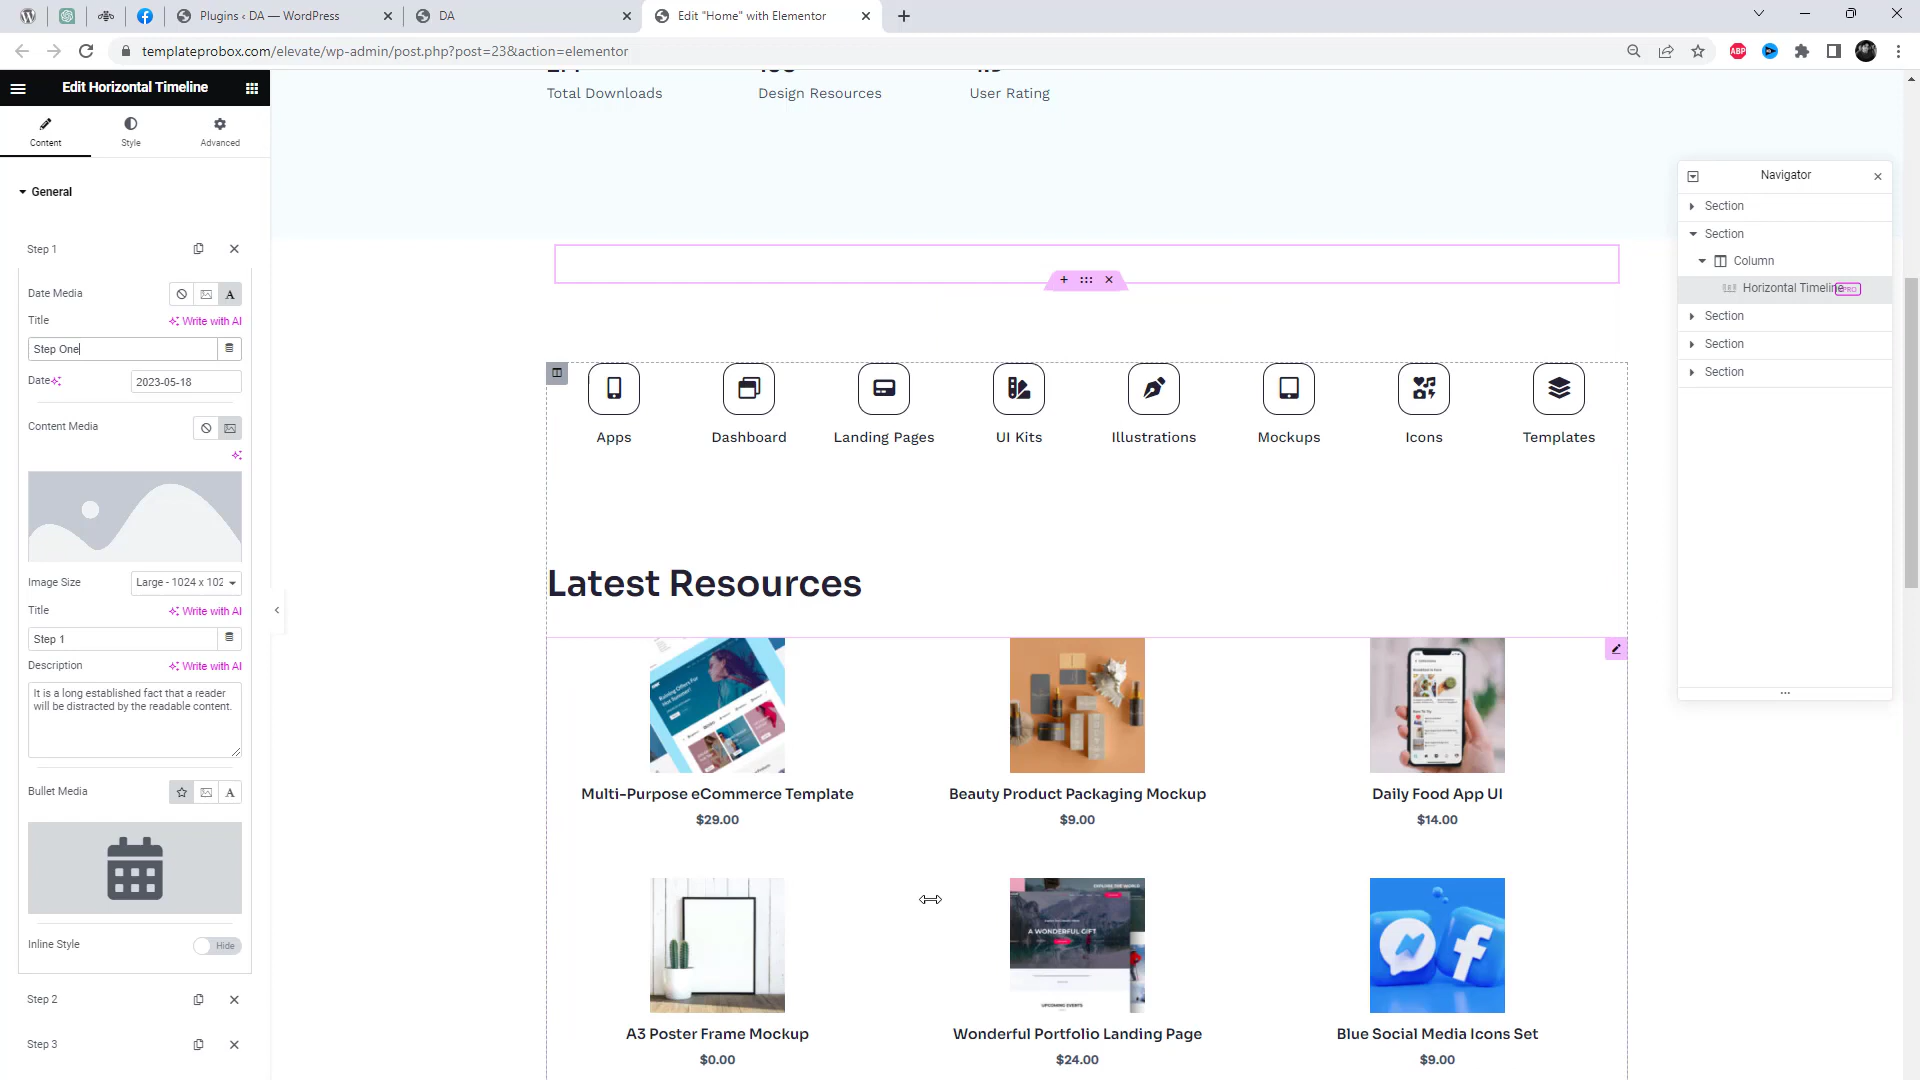 Plugins ‹ DA — WordPress
DA
Edit "Home" with Elementor
templateprobox.com/elevate/wp-admin/post.php?post=23&action=elementor
ABP
Edit Horizontal Timeline
Content
Style
Advanced
General
Step 1
Date Media
A
Title
Write with AI
Step One
Date
2023-05-18
Content Media
Image Size
Large - 1024 x 102
Title
Write with AI
Step 1
Description
Write with AI
It is a long established fact that a reader
will be distracted by the readable content.
Bullet Media
A
Inline Style
Hide
Step 2
Step 3
Total Downloads
Design Resources
User Rating
Apps
Dashboard
Landing Pages
UI Kits
Illustrations
Mockups
Icons
Templates
Latest Resources
Multi-Purpose eCommerce Template
$29.00
Beauty Product Packaging Mockup
$9.00
Daily Food App UI
$14.00
A WONDERFUL GIFT
UPCOMING EVENTS
A3 Poster Frame Mockup
$0.00
Wonderful Portfolio Landing Page
$24.00
Blue Social Media Icons Set
$9.00
Navigator
Section
Section
Column
Horizontal Timeline
PRO
Section
Section
Section